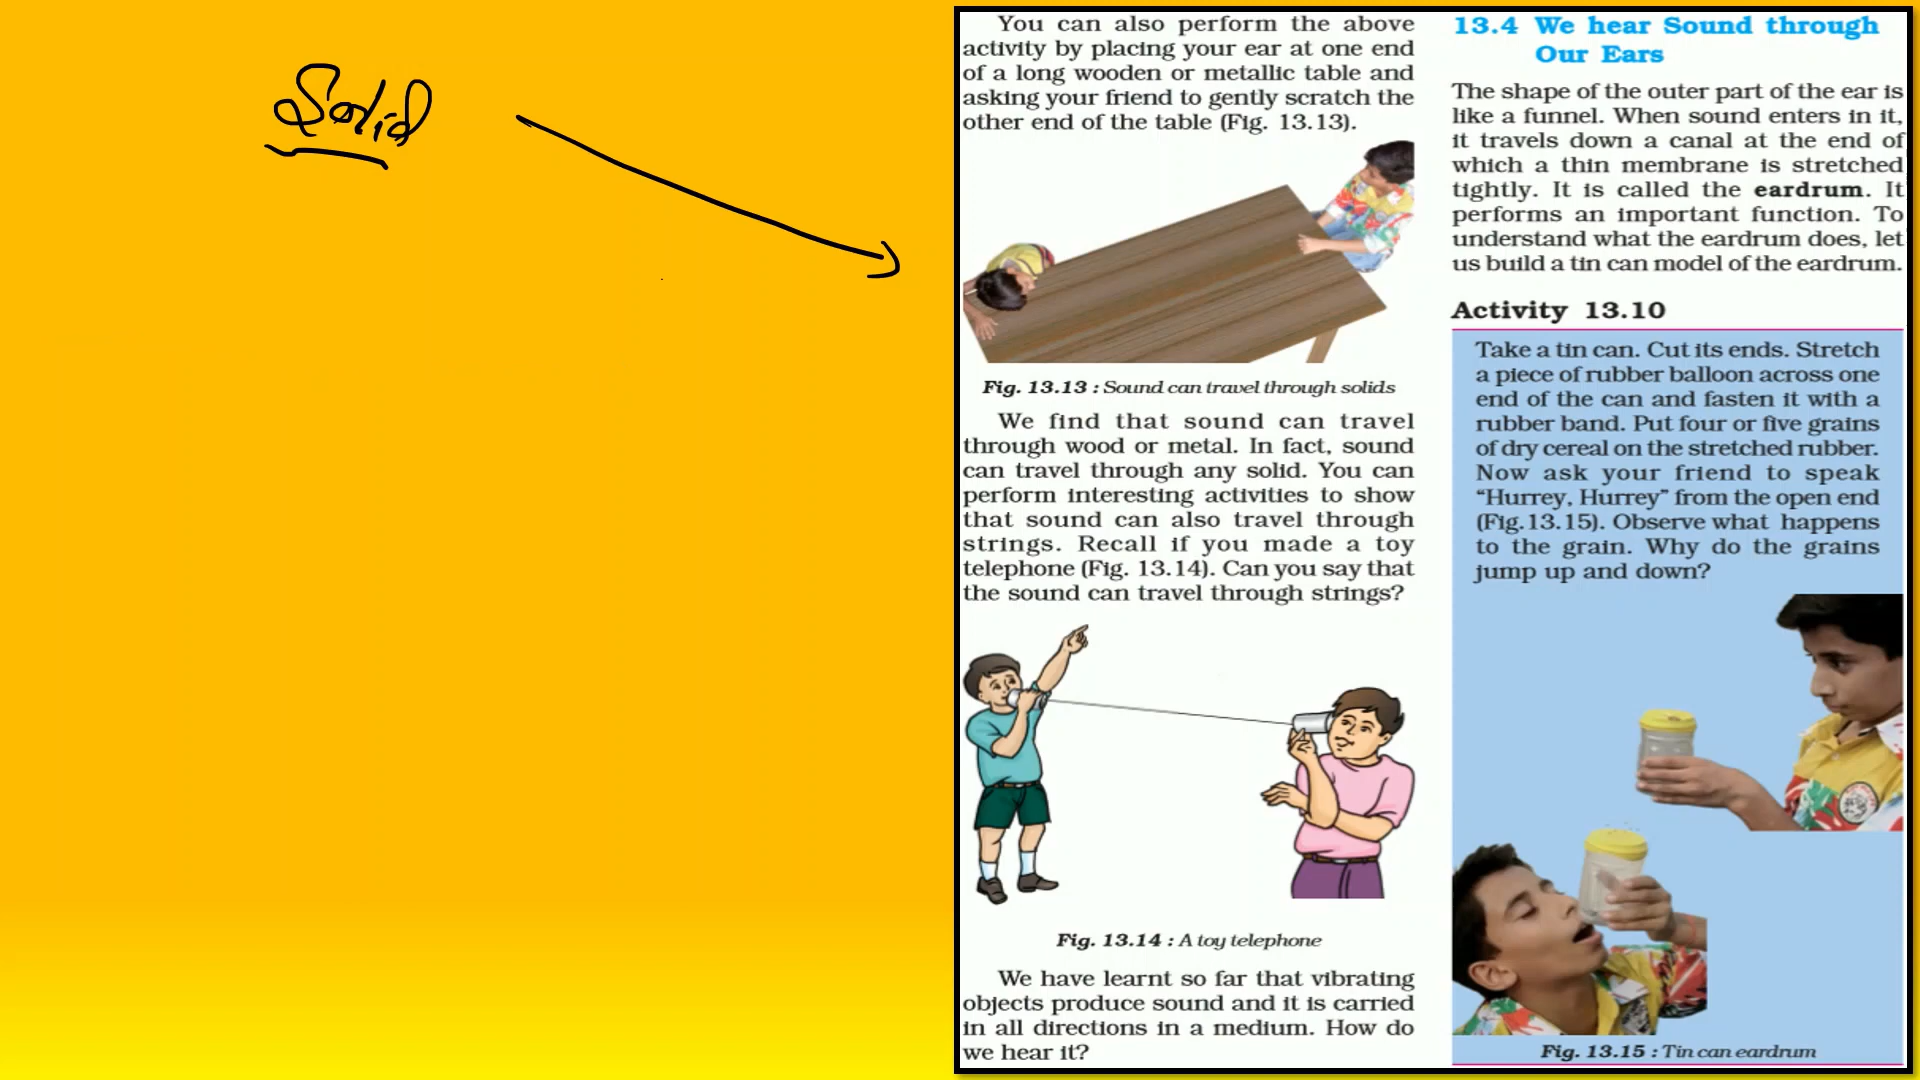 Solid
You can also perform the above
activity by placing your ear at one end
of a long wooden or metallic table and
asking your friend to gently scratch the
other end of the table (Fig. 13.13).
Fig. 13.13 : Sound can travel through solids
We find that sound can travel
through wood or metal. In fact, sound
can travel through any solid. You can
perform interesting activities to show
that sound can also travel through
strings. Recall if you made a toy
telephone (Fig. 13.14). Can you say that
the sound can travel through strings?
Fig. 13.14 : A toy telephone
We have learnt so far that vibrating
objects produce sound and it is carried
in all directions in a medium. How do
we hear it?
13.4 We hear Sound through
Our Ears
The shape of the outer part of the ear is
like a funnel. When sound enters in it,
it travels down a canal at the end of
which a thin membrane is stretched
tightly. It is called the eardrum. It
performs an important function. To
understand what the eardrum does, let
us build a tin can model of the eardrum.
Activity 13.10
Take a tin can. Cut its ends. Stretch
a piece of rubber balloon across one
end of the can and fasten it with a
rubber band. Put four or five grains
of dry cereal on the stretched rubber.
Now ask your friend to speak
“Hurrey, Hurrey” from the open end
(Fig.13.15). Observe what happens
to the grain. Why do the grains
jump up and down?
Fig. 13.15 : Tin can eardrum